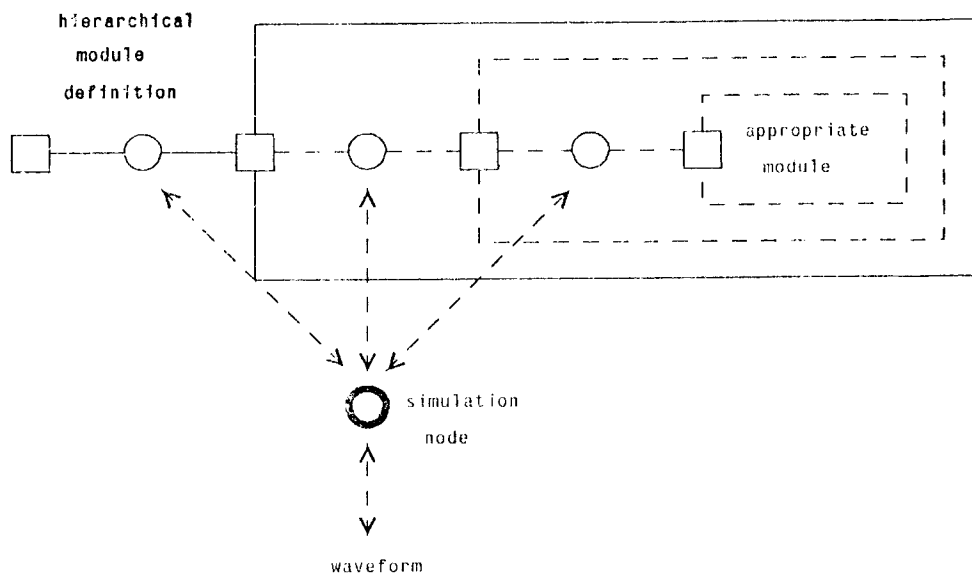 hierarchical
module
definition
appropriate
module
simulation
node
waveform